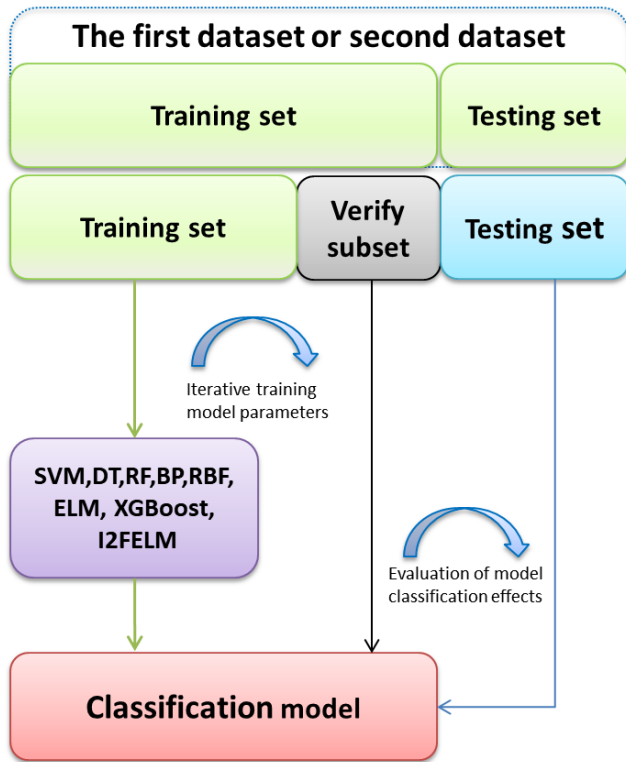 The first dataset or second dataset
Training set
Testing set
Training set
Verify
subset
Testing set
Iterative training
model parameters
SVM,DT,RF,BP,RBF,
ELM, XGBoost,
I2FELM
Evaluation of model
classification effects
Classification model